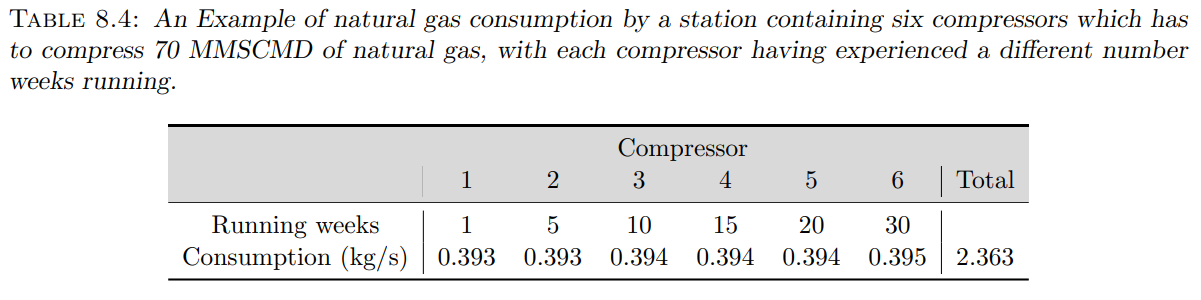 TABLE 8.4: An Example of natural gas consumption by a station containing six compressors which has
to compress 70 MMSCMD of natural gas, with each compressor having experienced a different number
weeks running.
Compressor
1 2 3 4 5 6 Total
Running weeks 1 5 10 15 20 30
Consumption (kg/s) 0.393 0.393 0.394 0.394 0.394 0.395 2.363